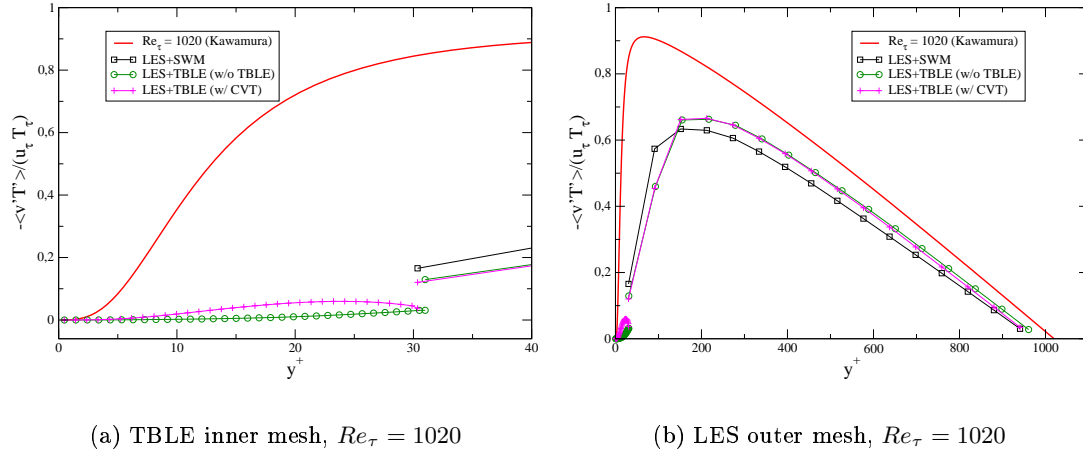 -<v'T'>/(u_τ T_τ)
1
0,8
0,6
0,4
0,2
0
0 10 20 30 40
y⁺
Re_τ = 1020 (Kawamura)
LES+SWM
LES+TBLE (w/o TBLE)
LES+TBLE (w/ CVT)
(a) TBLE inner mesh, Re_τ = 1020
-<v'T'>/(u_τ T_τ)
1
0,8
0,6
0,4
0,2
0
0 200 400 600 800 1000
y⁺
Re_τ = 1020 (Kawamura)
LES+SWM
LES+TBLE (w/o TBLE)
LES+TBLE (w/ CVT)
(b) LES outer mesh, Re_τ = 1020